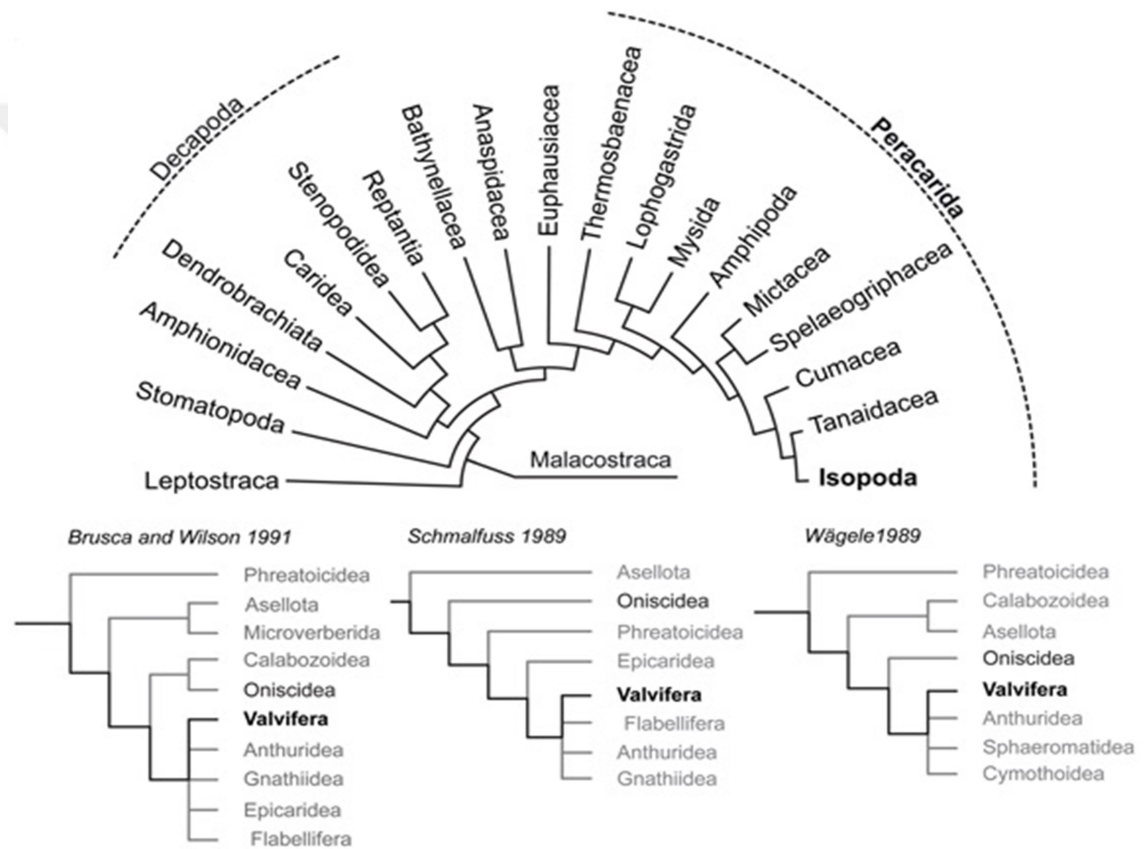 Decapoda
Peracarida
Leptostraca
Stomatopoda
Amphionidacea
Dendrobrachiata
Caridea
Stenopodidea
Reptantia
Bathynellacea
Anaspidacea
Euphausiacea
Thermosbaenacea
Lophogastrida
Mysida
Amphipoda
Mictacea
Spelaeogriphacea
Cumacea
Tanaidacea
Isopoda
Malacostraca
Brusca and Wilson 1991
Phreatoicidea
Asellota
Microverberida
Calabozoidea
Oniscidea
Valvifera
Anthuridea
Gnathiidea
Epicaridea
Flabellifera
Schmalfuss 1989
Asellota
Oniscidea
Phreatoicidea
Epicaridea
Valvifera
Flabellifera
Anthuridea
Gnathiidea
Wägele1989
Phreatoicidea
Calabozoidea
Asellota
Oniscidea
Valvifera
Anthuridea
Sphaeromatidea
Cymothoidea